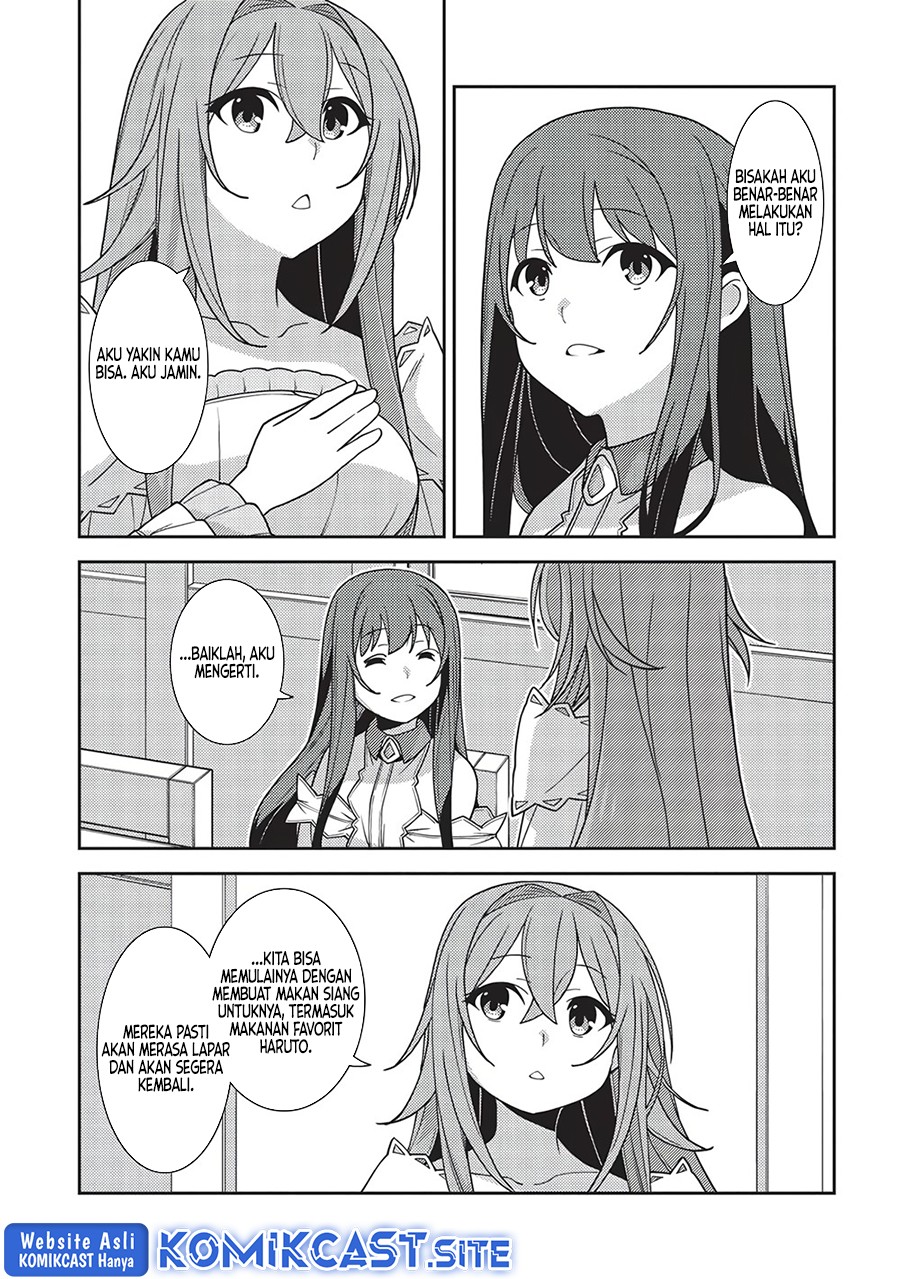 BISAKAH AKU
BENAR-BENAR
MELAKUKAN
HAL ITU?
AKU YAKIN KAMU
BISA. AKU JAMIN.
...BAIKLAH, AKU
MENGERTI.
...KITA BISA
MEMULAINYA DENGAN
MEMBUAT MAKAN SIANG
UNTUKNYA, TERMASUK
MAKANAN FAVORIT
HARUTO.
MEREKA PASTI
AKAN MERASA LAPAR
DAN AKAN SEGERA
KEMBALI.
Website Asli
KOMIKCAST Hanya
KOMIKCAST.SITE